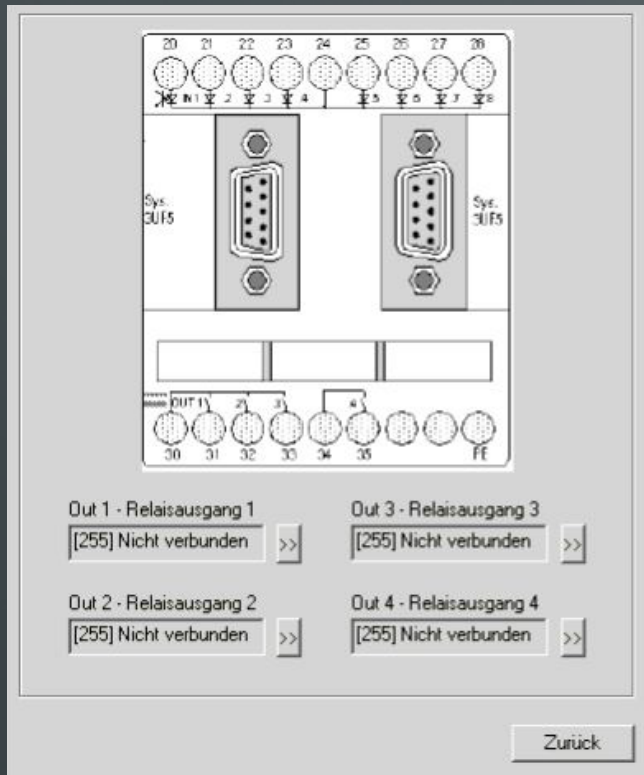 20 21 22 23 24 25 26 27 28
IN1 2 3 4 5 6 7 8
Sys.
3UF5
Sys.
3UF5
OUT 1 2 3 4
30 31 32 33 34 35 PE
Out 1 - Relaisausgang 1
[255] Nicht verbunden >>
Out 3 - Relaisausgang 3
[255] Nicht verbunden >>
Out 2 - Relaisausgang 2
[255] Nicht verbunden >>
Out 4 - Relaisausgang 4
[255] Nicht verbunden >>
Zurück